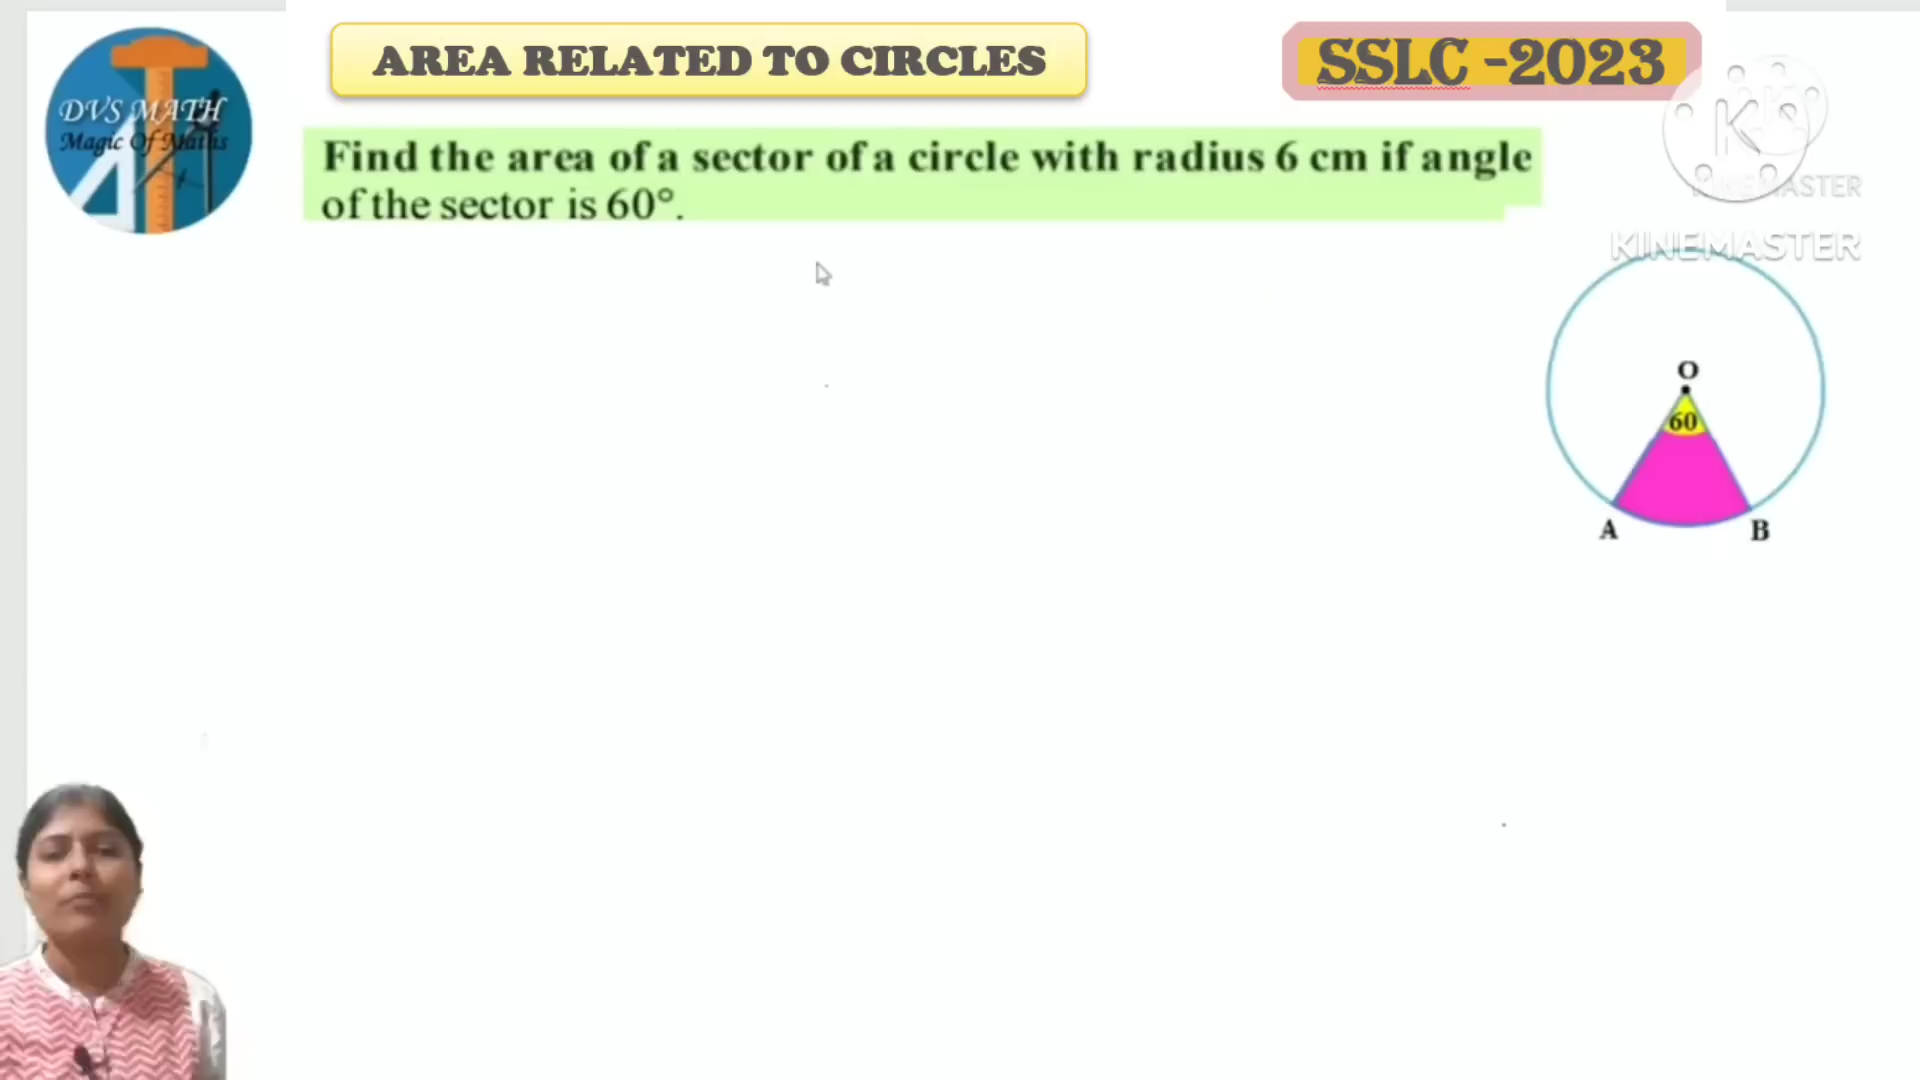 DVS MATH
Magic Of Maths
AREA RELATED TO CIRCLES
SSLC -2023
Find the area of a sector of a circle with radius 6 cm if angle
of the sector is 60°.
K
K
KINEMASTER
KINEMASTER
O
60
A
B